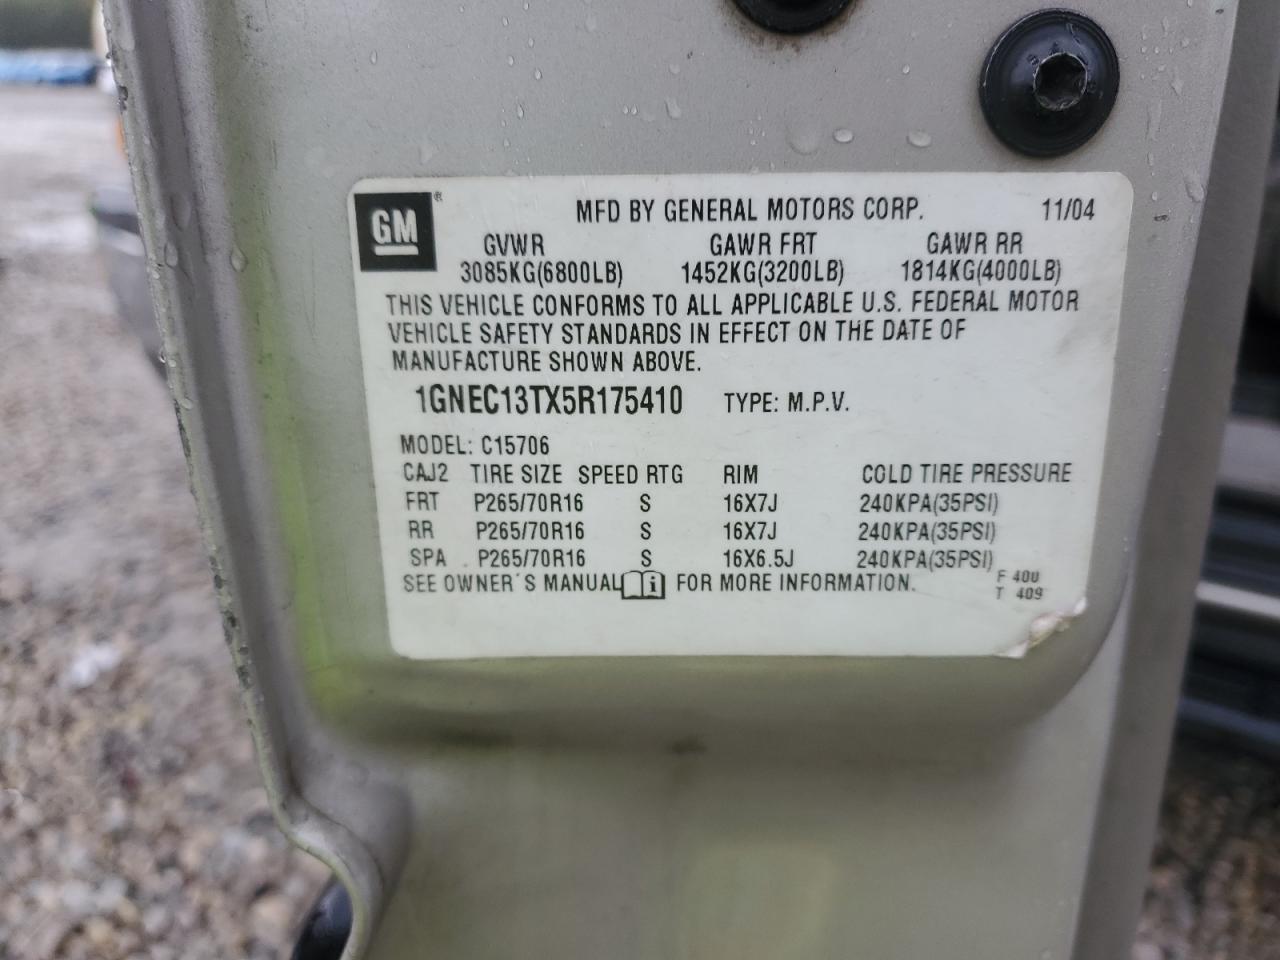 GM ®
MFD BY GENERAL MOTORS CORP. 11/04
GVWR GAWR FRT GAWR RR
3085KG(6800LB) 1452KG(3200LB) 1814KG(4000LB)
THIS VEHICLE CONFORMS TO ALL APPLICABLE U.S. FEDERAL MOTOR
VEHICLE SAFETY STANDARDS IN EFFECT ON THE DATE OF
MANUFACTURE SHOWN ABOVE.
1GNEC13TX5R175410 TYPE: M.P.V.
MODEL: C15706
CAJ2 TIRE SIZE SPEED RTG RIM COLD TIRE PRESSURE
FRT P265/70R16 S 16X7J 240KPA(35PSI)
RR P265/70R16 S 16X7J 240KPA(35PSI)
SPA P265/70R16 S 16X6.5J 240KPA(35PSI)
SEE OWNER'S MANUAL i FOR MORE INFORMATION.
F 400
T 409